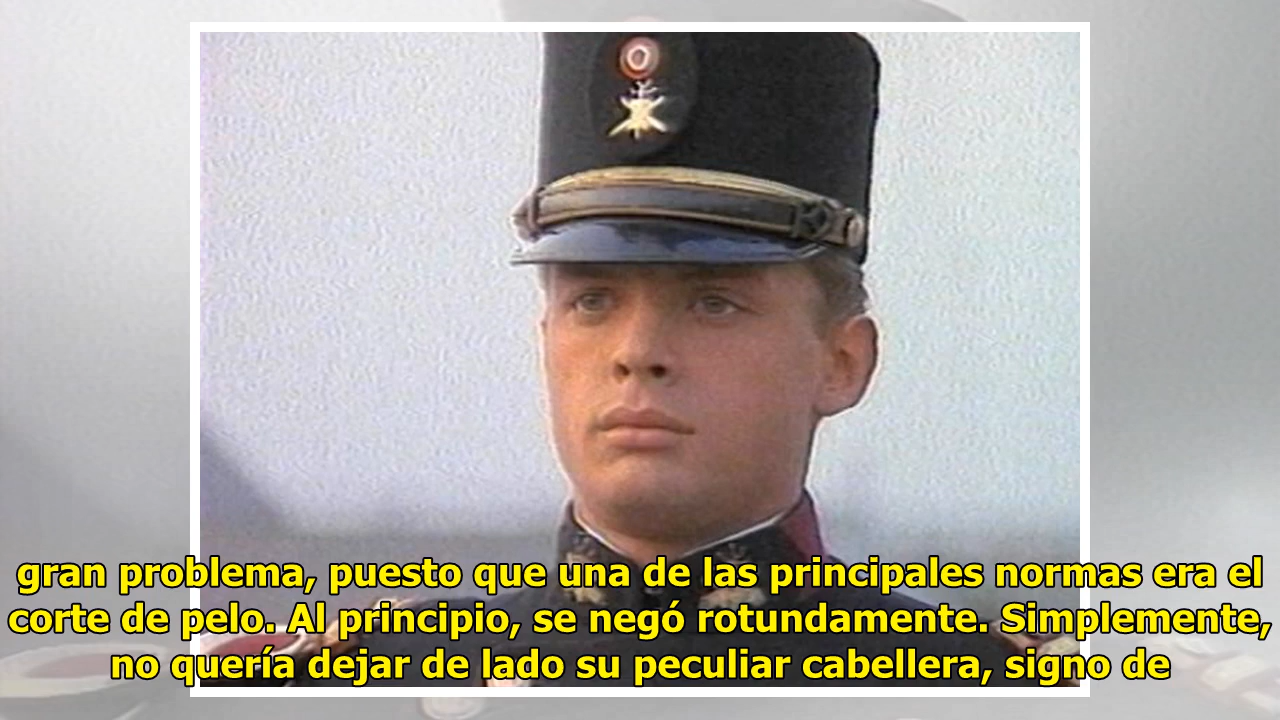 gran problema, puesto que una de las principales normas era el
corte de pelo. Al principio, se negó rotundamente. Simplemente,
no quería dejar de lado su peculiar cabellera, signo de